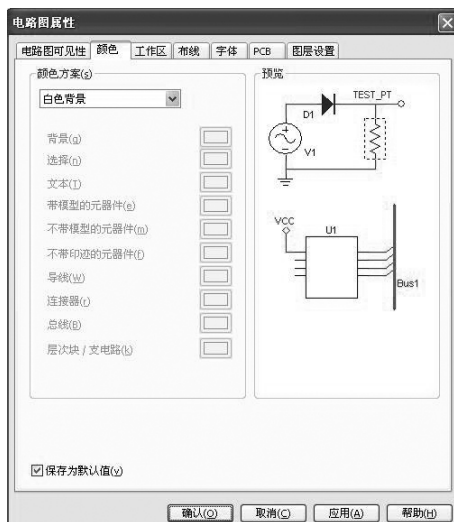 电路图属性
电路图可见性 颜色 工作区 布线 字体 PCB 图层设置
颜色方案(s)
白色背景
背景(g)
选择(n)
文本(T)
带模型的元器件(e)
不带模型的元器件(m)
不带印迹的元器件(f)
导线(W)
连接器(r)
总线(B)
层次块 / 支电路(k)
预览
TEST_PT
D1
V1
VCC
U1
Bus1
保存为默认值(v)
确认(O) 取消(C) 应用(A) 帮助(H)